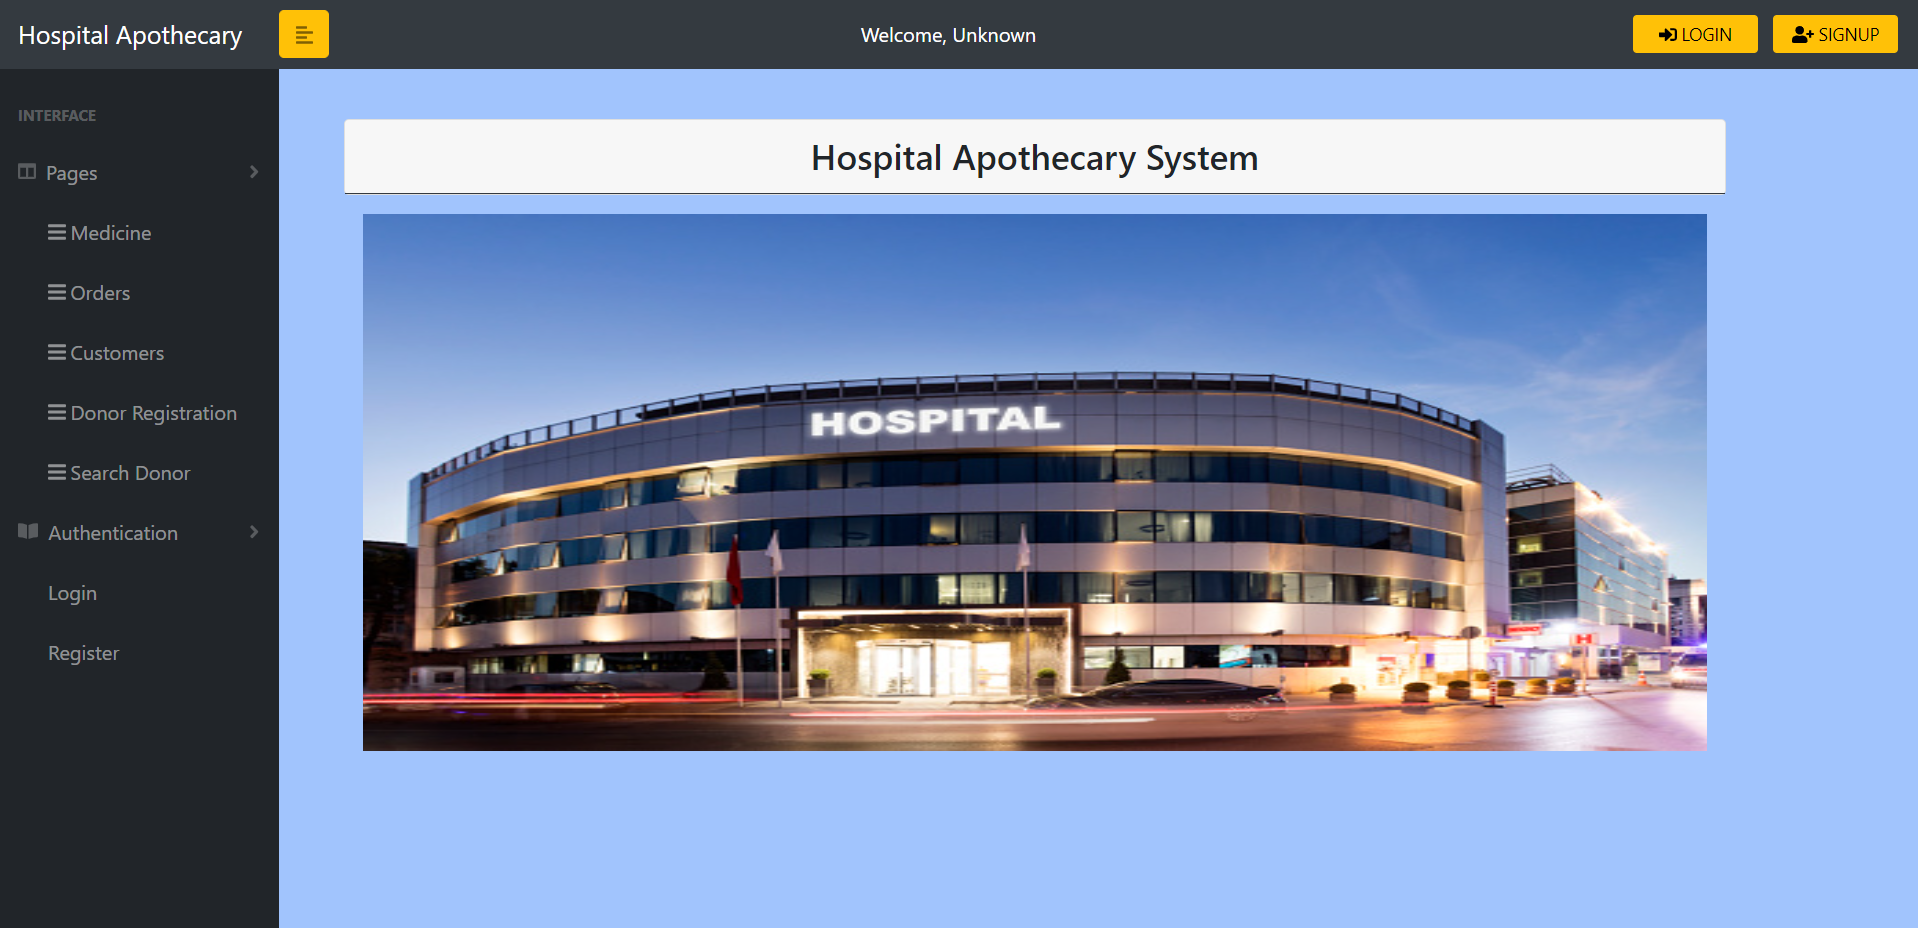 Hospital Apothecary
Welcome, Unknown
LOGIN
SIGNUP
INTERFACE
Pages
Medicine
Orders
Customers
Donor Registration
Search Donor
Authentication
Login
Register
Hospital Apothecary System
HOSPITAL
H